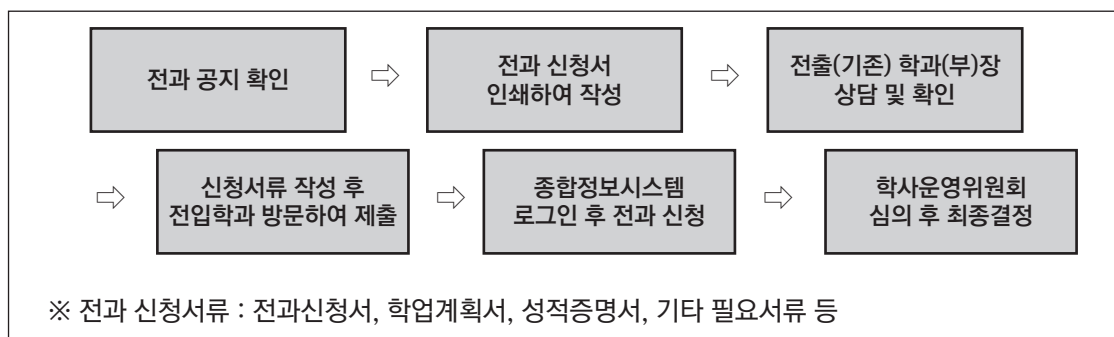 전과 공지 확인
⇨
전과 신청서
인쇄하여 작성
⇨
전출(기존) 학과(부)장
상담 및 확인
⇨
신청서류 작성 후
전입학과 방문하여 제출
⇨
종합정보시스템
로그인 후 전과 신청
⇨
학사운영위원회
심의 후 최종결정
※ 전과 신청서류 : 전과신청서, 학업계획서, 성적증명서, 기타 필요서류 등